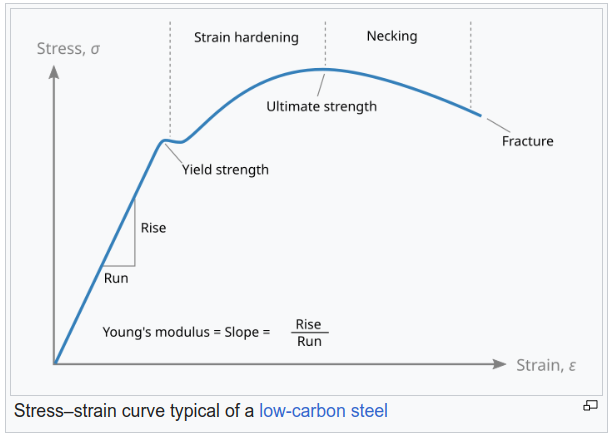 Stress, σ
Strain hardening
Necking
Ultimate strength
Fracture
Yield strength
Rise
Run
Young's modulus = Slope =
Rise
Run
Strain, ε
Stress–strain curve typical of a low-carbon steel